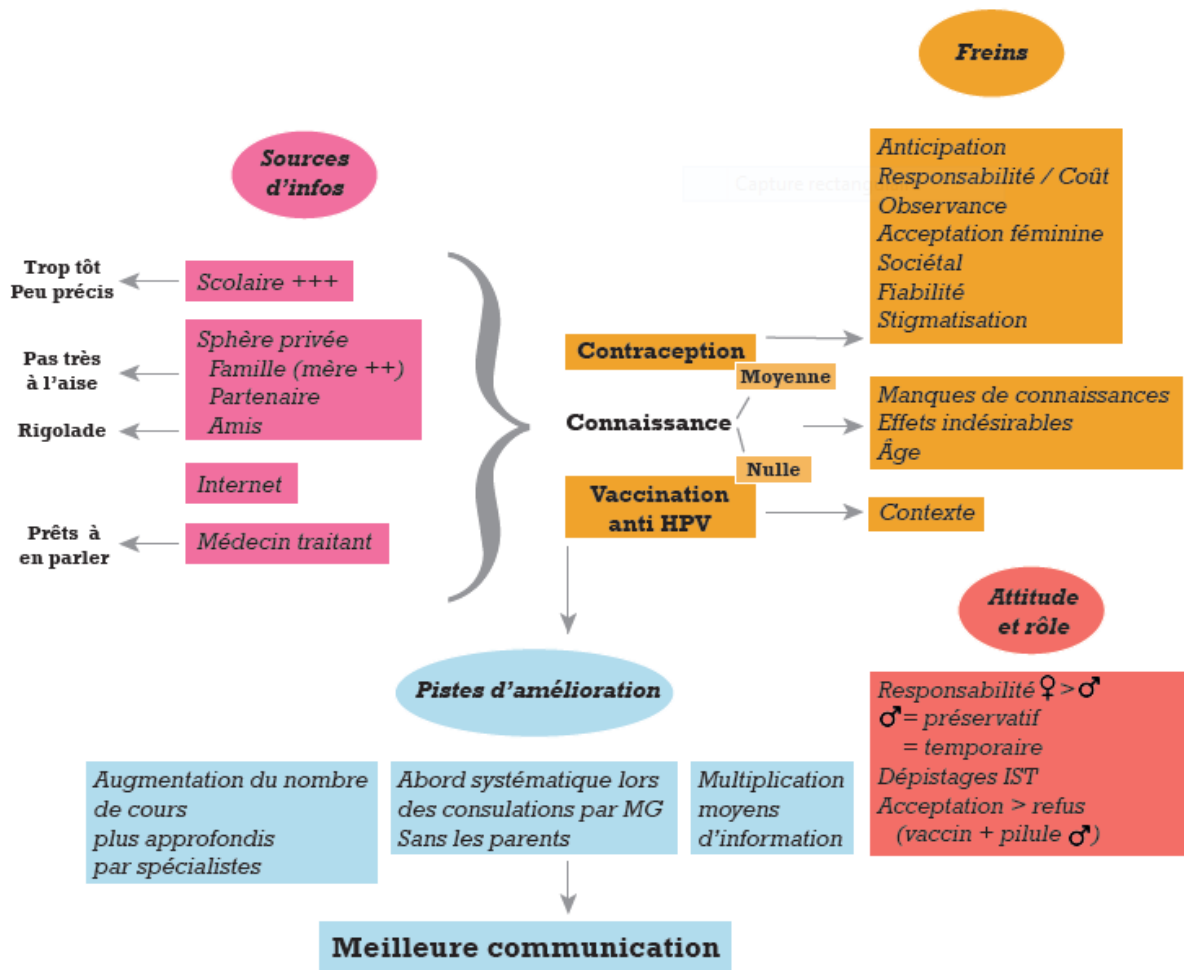 Freins
Anticipation
Responsabilité / Coût
Observance
Acceptation féminine
Sociétal
Fiabilité
Stigmatisation
Sources
d'infos
Capture rectangul
Trop tôt
Peu précis
Scolaire +++
Pas très
à l'aise
Rigolade
Sphère privée
Famille (mère ++)
Partenaire
Amis
Internet
Prêts à
en parler
Médecin traitant
Contraception
Moyenne
Connaissance
Nulle
Vaccination
anti HPV
Manques de connaissances
Effets indésirables
Âge
Contexte
Attitude
et rôle
Responsabilité ♀ > ♂
♂ = préservatif
= temporaire
Dépistages IST
Acceptation > refus
(vaccin + pilule ♂)
Pistes d'amélioration
Augmentation du nombre
de cours
plus approfondis
par spécialistes
Abord systématique lors
des consulations par MG
Sans les parents
Multiplication
moyens
d'information
Meilleure communication